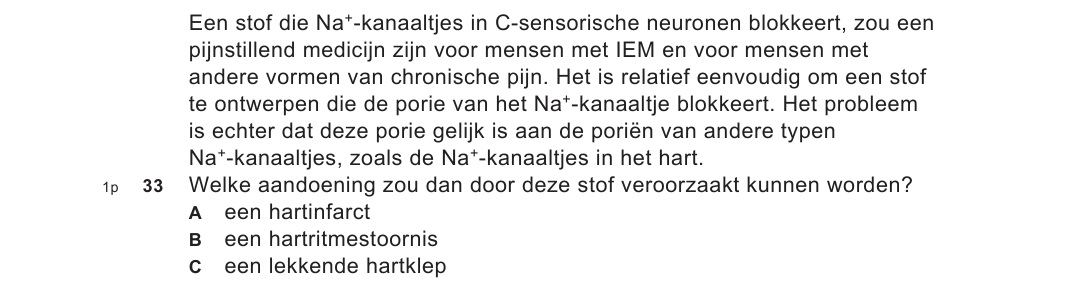 Een stof die Na⁺-kanaaltjes in C-sensorische neuronen blokkeert, zou een
pijnstillend medicijn zijn voor mensen met IEM en voor mensen met
andere vormen van chronische pijn. Het is relatief eenvoudig om een stof
te ontwerpen die de porie van het Na⁺-kanaaltje blokkeert. Het probleem
is echter dat deze porie gelijk is aan de poriën van andere typen
Na⁺-kanaaltjes, zoals de Na⁺-kanaaltjes in het hart.
1p 33 Welke aandoening zou dan door deze stof veroorzaakt kunnen worden?
A een hartinfarct
B een hartritmestoornis
C een lekkende hartklep